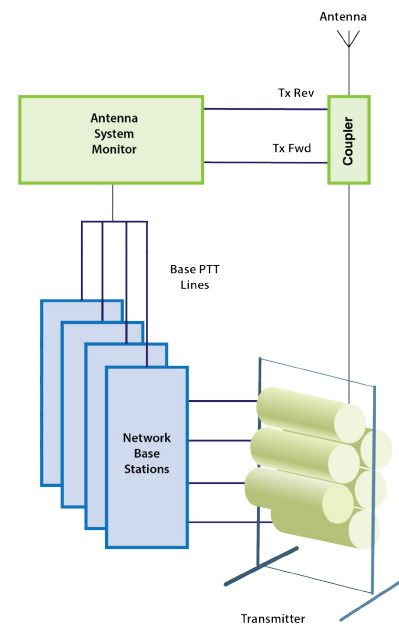 Antenna
Tx Rev
Antenna
System
Monitor
Coupler
Tx Fwd
Base PTT
Lines
Network
Base
Stations
Transmitter